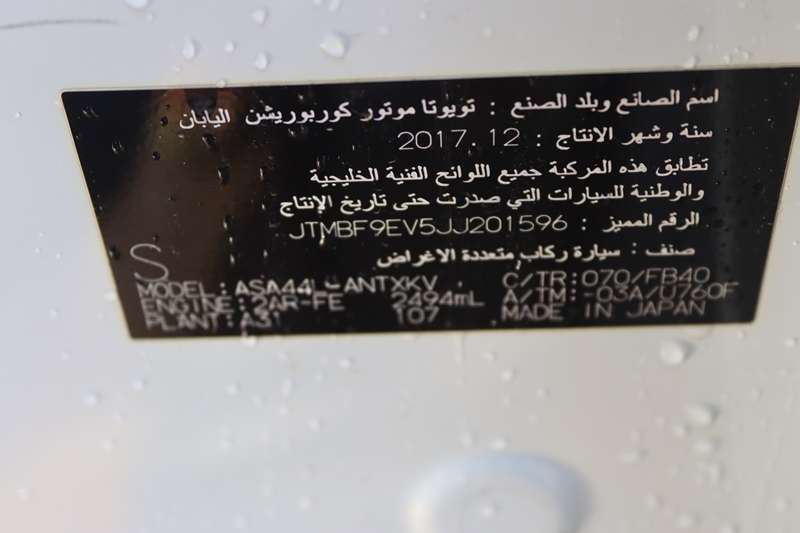 اسم الصانع وبلد الصنع : تويوتا موتور كوربوريشن اليابان
سنة وشهر الانتاج : 2017.12
تطابق هذه المركبة جميع اللوائح الفنية الخليجية
والوطنية للسيارات التي صدرت حتى تاريخ الإنتاج
الرقم المميز : JTMBF9EV5JJ201596
صنف : سيارة ركاب متعددة الاغراض
S
MODEL: ASA44L-ANTXKV C/TR: 070/FB40
ENGINE: 2AR-FE 2494mL A/TM: -03A/U760F
PLANT: A31 107 MADE IN JAPAN